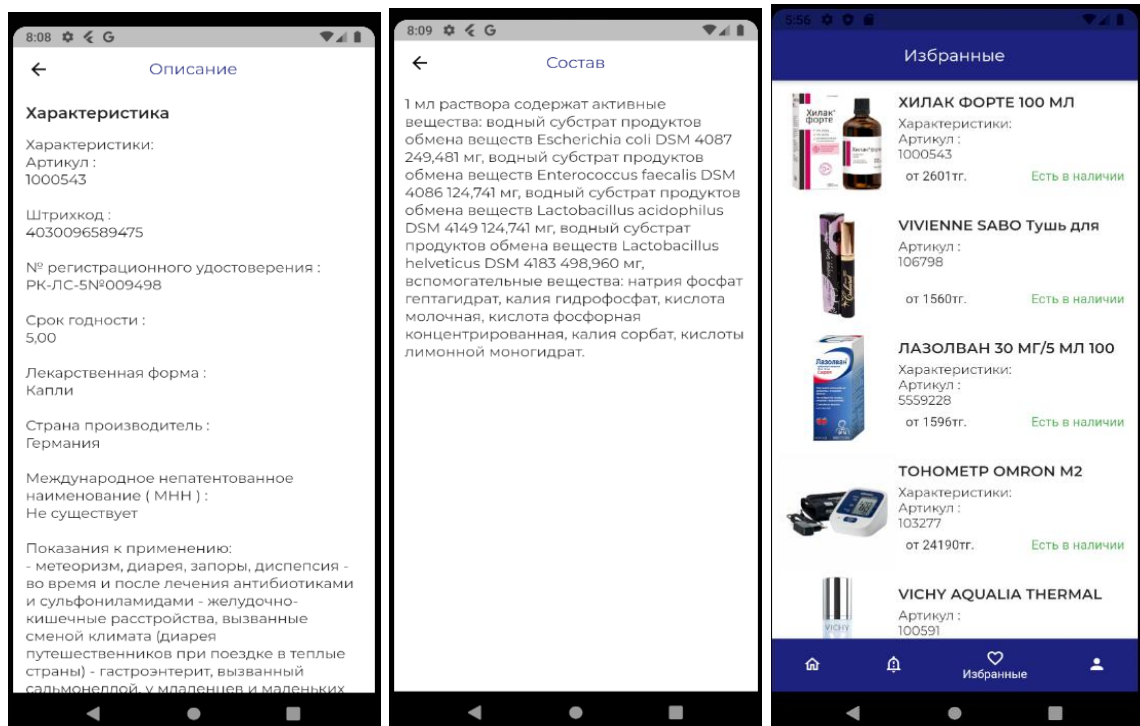 8:08
Описание
Характеристика
Характеристики:
Артикул :
1000543
Штрихкод :
4030096589475
№ регистрационного удостоверения :
РК-ЛС-5№009498
Срок годности :
5,00
Лекарственная форма :
Капли
Страна производитель :
Германия
Международное непатентованное
наименование ( МНН ) :
Не существует
Показания к применению:
- метеоризм, диарея, запоры, диспепсия -
во время и после лечения антибиотиками
и сульфониламидами - желудочно-
кишечные расстройства, вызванные
сменой климата (диарея
путешественников при поездке в теплые
страны) - гастроэнтерит, вызванный
сальмонеллой, у младенцев и маленьких
8:09
Состав
1 мл раствора содержат активные
вещества: водный субстрат продуктов
обмена веществ Escherichia coli DSM 4087
249,481 мг, водный субстрат продуктов
обмена веществ Enterococcus faecalis DSM
4086 124,741 мг, водный субстрат продуктов
обмена веществ Lactobacillus acidophilus
DSM 4149 124,741 мг, водный субстрат
продуктов обмена веществ Lactobacillus
helveticus DSM 4183 498,960 мг,
вспомогательные вещества: натрия фосфат
гептагидрат, калия гидрофосфат, кислота
молочная, кислота фосфорная
концентрированная, калия сорбат, кислоты
лимонной моногидрат.
5:56
Избранные
Хилак
форте
ХИЛАК ФОРТЕ 100 МЛ
Характеристики:
Артикул :
1000543
от 2601тг. Есть в наличии
VIVIENNE SABO Тушь для
Артикул :
106798
от 1560тг. Есть в наличии
Лазолван
ЛАЗОЛВАН 30 МГ/5 МЛ 100
Характеристики:
Артикул :
5559228
от 1596тг. Есть в наличии
ТОНОМЕТР OMRON M2
Характеристики:
Артикул :
103277
от 24190тг. Есть в наличии
VICHY
VICHY AQUALIA THERMAL
Артикул :
100591
Избранные